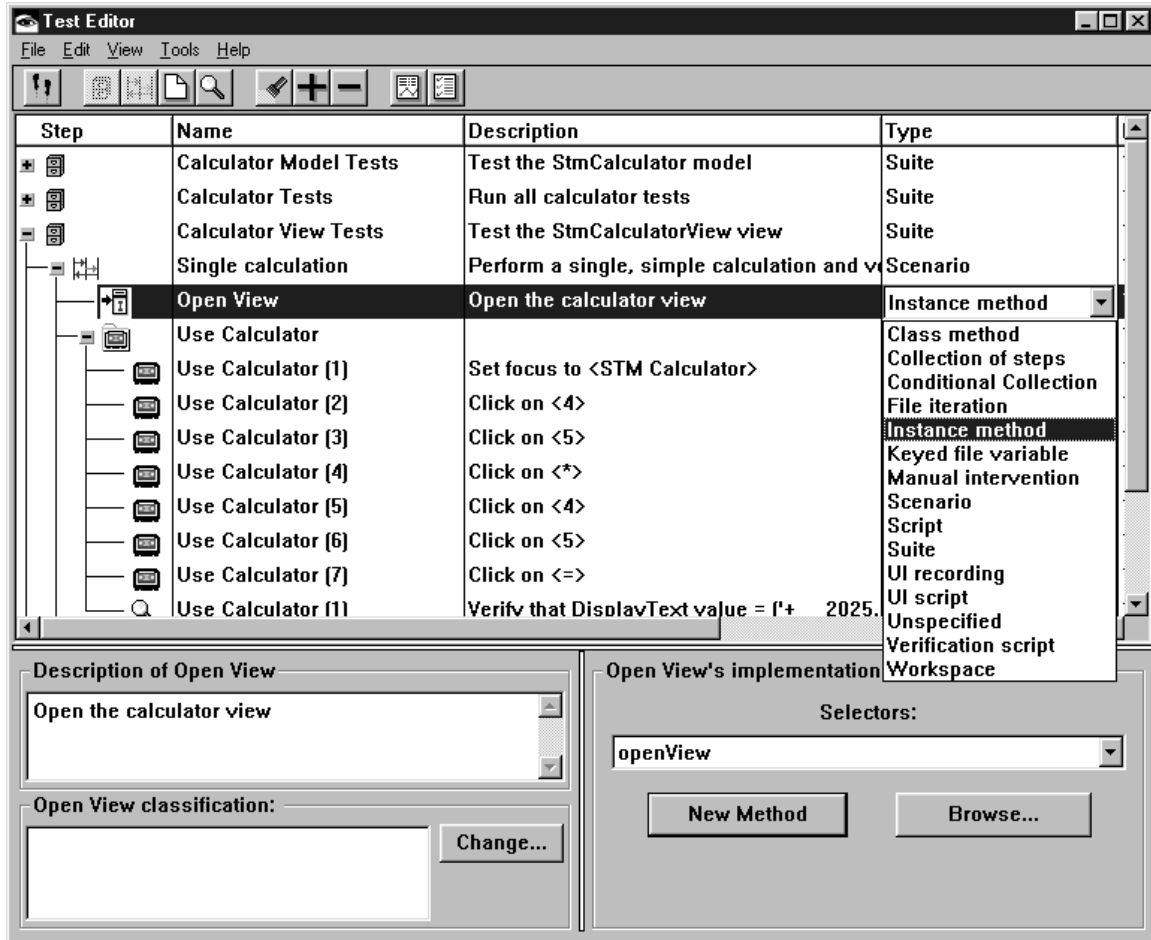 Test Editor
File Edit View Tools Help
Step Name Description Type
Calculator Model Tests Test the StmCalculator model Suite
Calculator Tests Run all calculator tests Suite
Calculator View Tests Test the StmCalculatorView view Suite
Single calculation Perform a single, simple calculation and ve Scenario
Open View Open the calculator view Instance method
Use Calculator
Use Calculator (1) Set focus to <STM Calculator>
Use Calculator (2) Click on <4>
Use Calculator (3) Click on <5>
Use Calculator (4) Click on <*>
Use Calculator (5) Click on <4>
Use Calculator (6) Click on <5>
Use Calculator (7) Click on <=>
Use Calculator (1) Verify that DisplayText value = ('+ 2025.
Class method
Collection of steps
Conditional Collection
File iteration
Instance method
Keyed file variable
Manual intervention
Scenario
Script
Suite
UI recording
UI script
Unspecified
Verification script
Workspace
Description of Open View
Open the calculator view
Open View classification:
Change...
Open View's implementation
Selectors:
openView
New Method Browse...